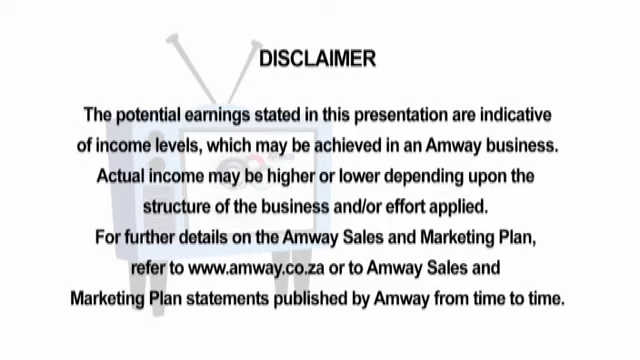 DISCLAIMER
The potential earnings stated in this presentation are indicative
of income levels, which may be achieved in an Amway business.
Actual income may be higher or lower depending upon the
structure of the business and/or effort applied.
For further details on the Amway Sales and Marketing Plan,
refer to www.amway.co.za or to Amway Sales and
Marketing Plan statements published by Amway from time to time.